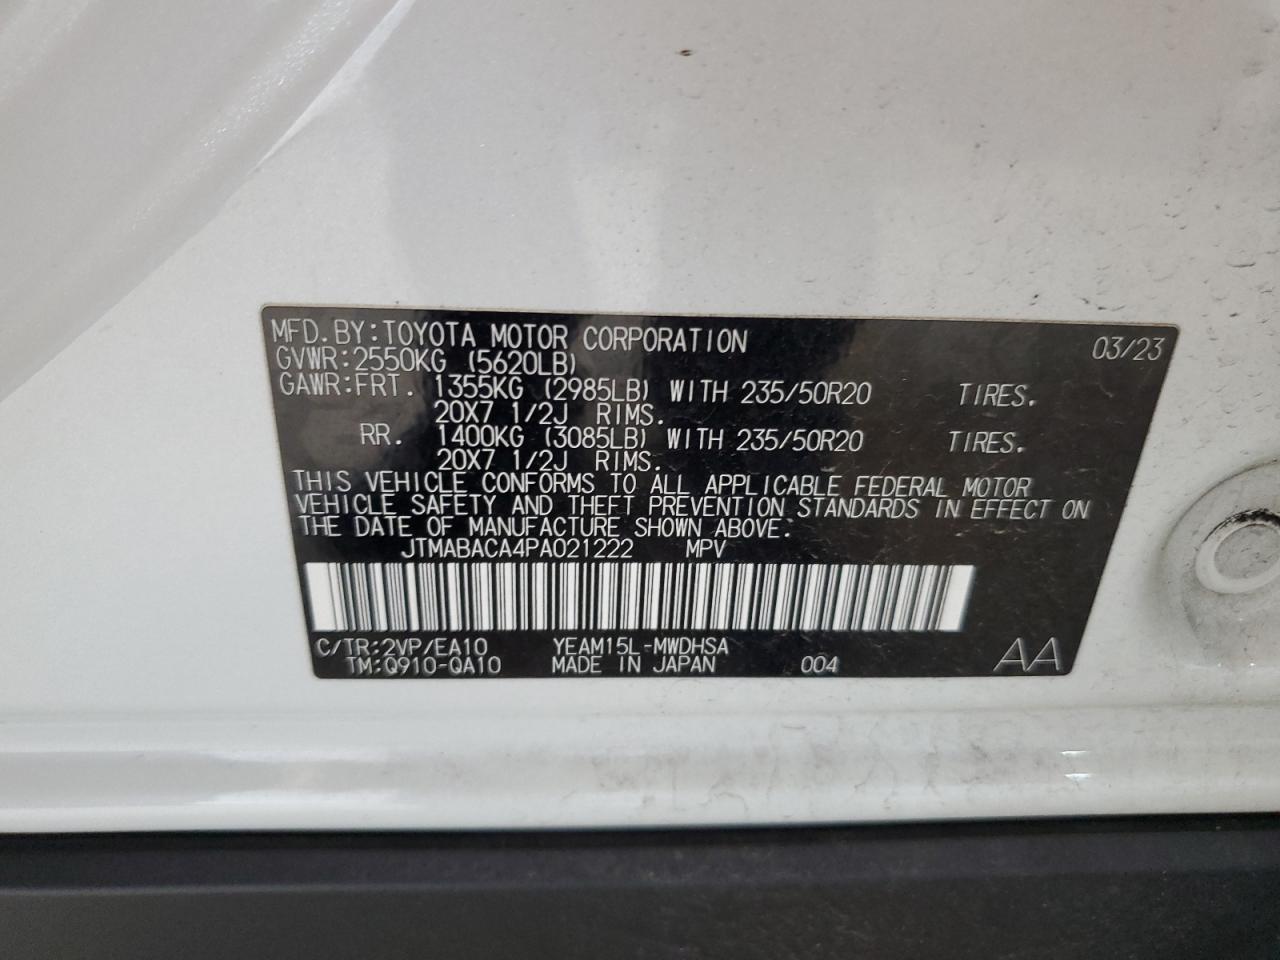 MFD. BY: TOYOTA MOTOR CORPORATION 03/23
GVWR: 2550KG (5620LB)
GAWR: FRT. 1355KG (2985LB) WITH 235/50R20 TIRES.
20X7 1/2J RIMS.
RR. 1400KG (3085LB) WITH 235/50R20 TIRES.
20X7 1/2J RIMS.
THIS VEHICLE CONFORMS TO ALL APPLICABLE FEDERAL MOTOR
VEHICLE SAFETY AND THEFT PREVENTION STANDARDS IN EFFECT ON
THE DATE OF MANUFACTURE SHOWN ABOVE.
JTMABACA4PA021222 MPV
C/TR: 2VP/EA10 YEAM15L-MWDHSA
TM: Q910-QA10 MADE IN JAPAN 004 AA